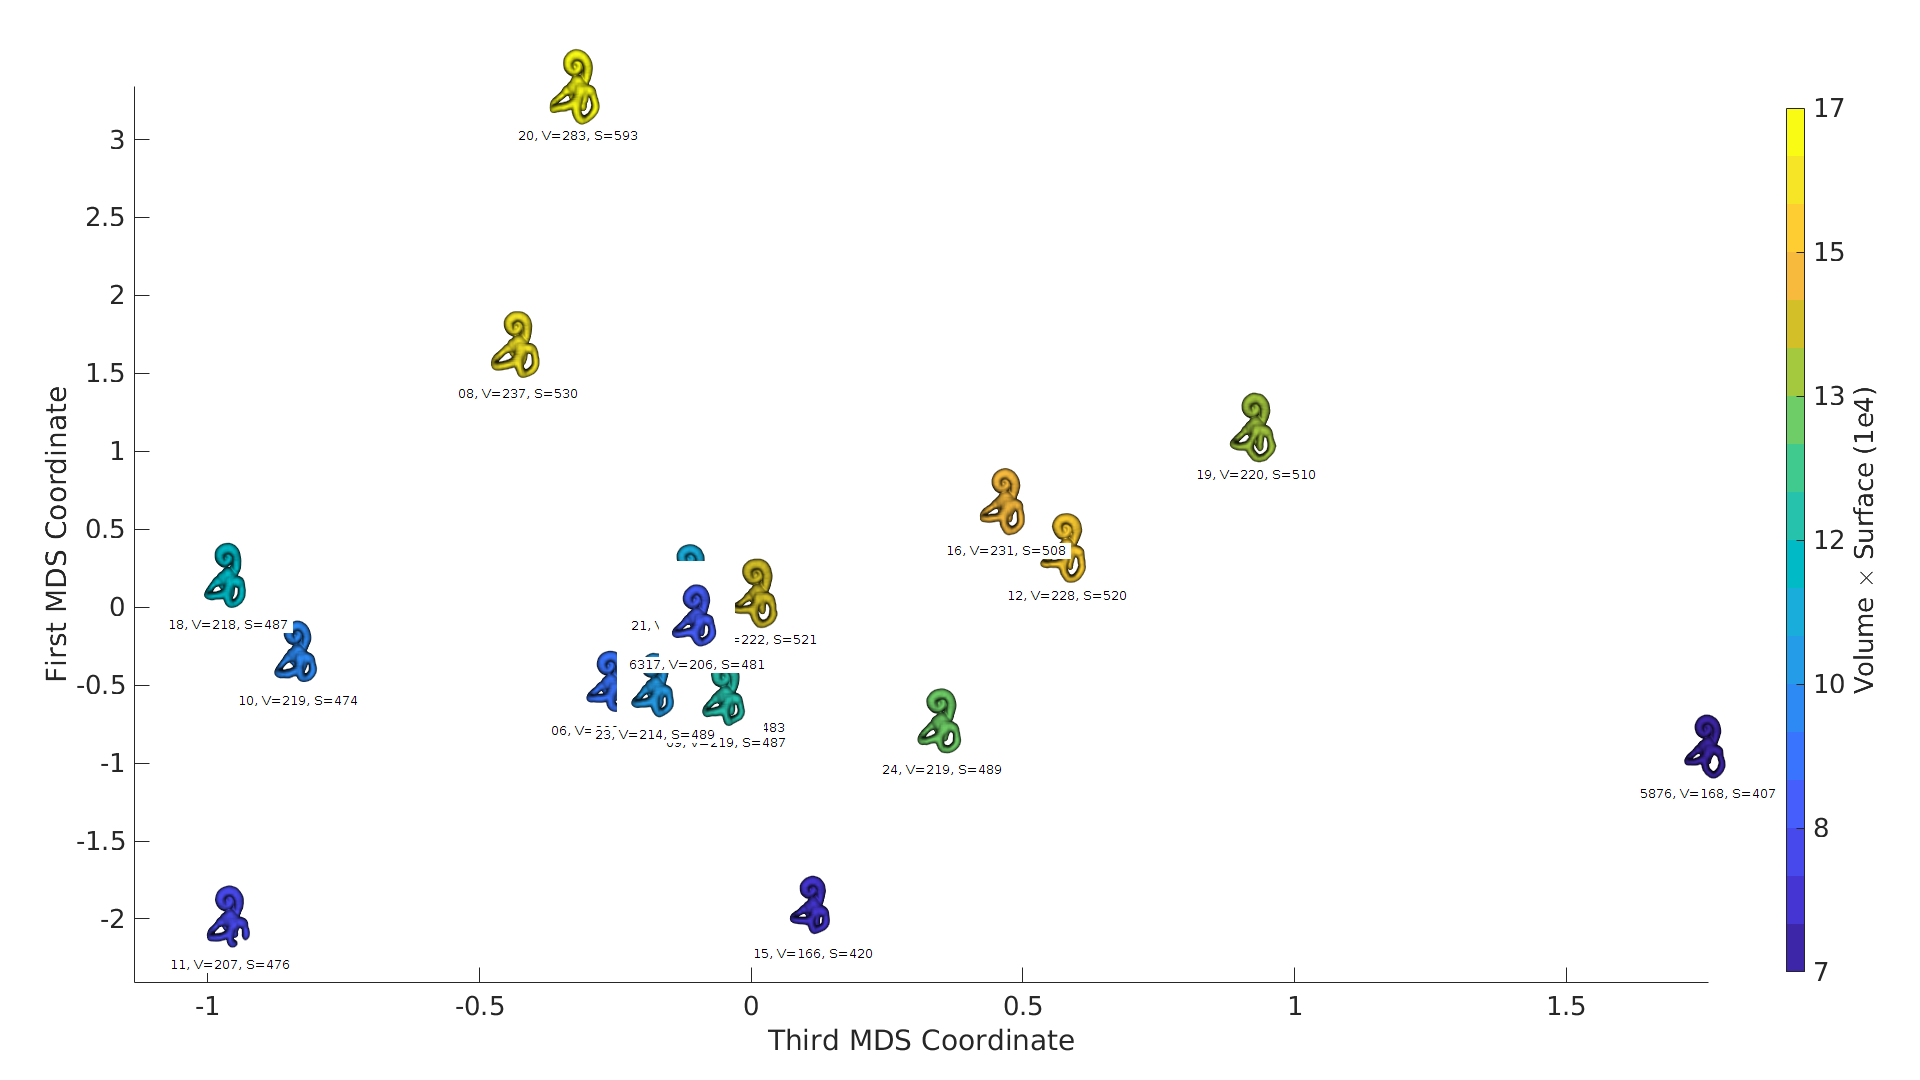 20, V=283, S=593
08, V=237, S=530
19, V=220, S=510
16, V=231, S=508
12, V=228, S=520
18, V=218, S=487
21,
=222, S=521
6317, V=206, S=481
10, V=219, S=474
06, V=
23, V=214, S=489
483
V=219, S=487
24, V=219, S=489
5876, V=168, S=407
15, V=166, S=420
11, V=207, S=476
3
2.5
2
1.5
1
0.5
0
-0.5
-1
-1.5
-2
First MDS Coordinate
-1
-0.5
0
0.5
1
1.5
Third MDS Coordinate
17
15
13
12
10
8
7
Volume × Surface (1e4)